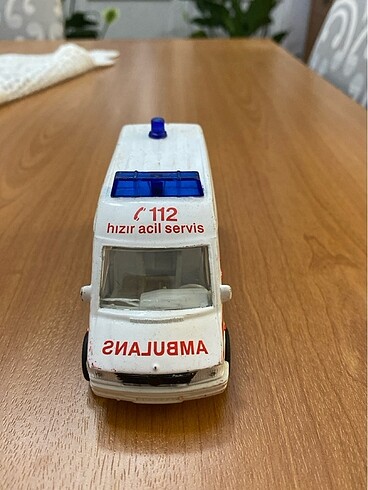 112
hızır acil servis
AMBULANS